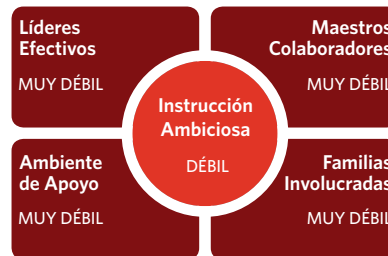 Líderes
Efectivos
MUY DÉBIL
Maestros
Colaboradores
MUY DÉBIL
Instrucción
Ambiciosa
DÉBIL
Ambiente
de Apoyo
MUY DÉBIL
Familias
Involucradas
MUY DÉBIL